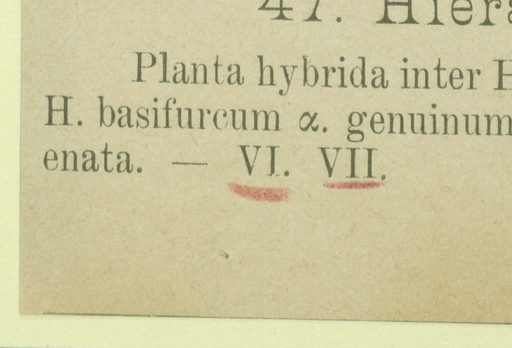 47. Hiera
Planta hybrida inter H
H. basifurcum α. genuinum
enata. — VI. VII.